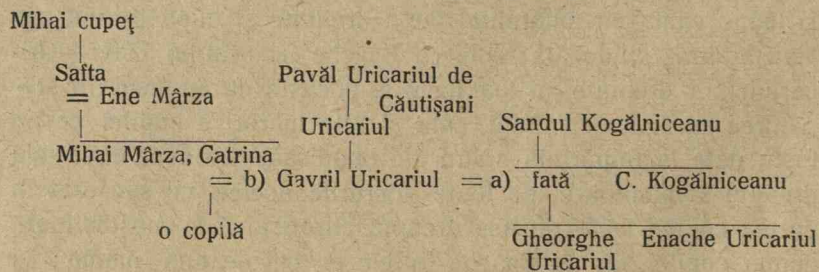 Mihai cupeţ
Safta Pavăl Uricariul de
= Ene Mârza Căutişani
Uricariul Sandul Kogălniceanu
Mihai Mârza, Catrina
= b) Gavril Uricariul = a) fată C. Kogălniceanu
o copilă
Gheorghe Enache Uricariul
Uricariul